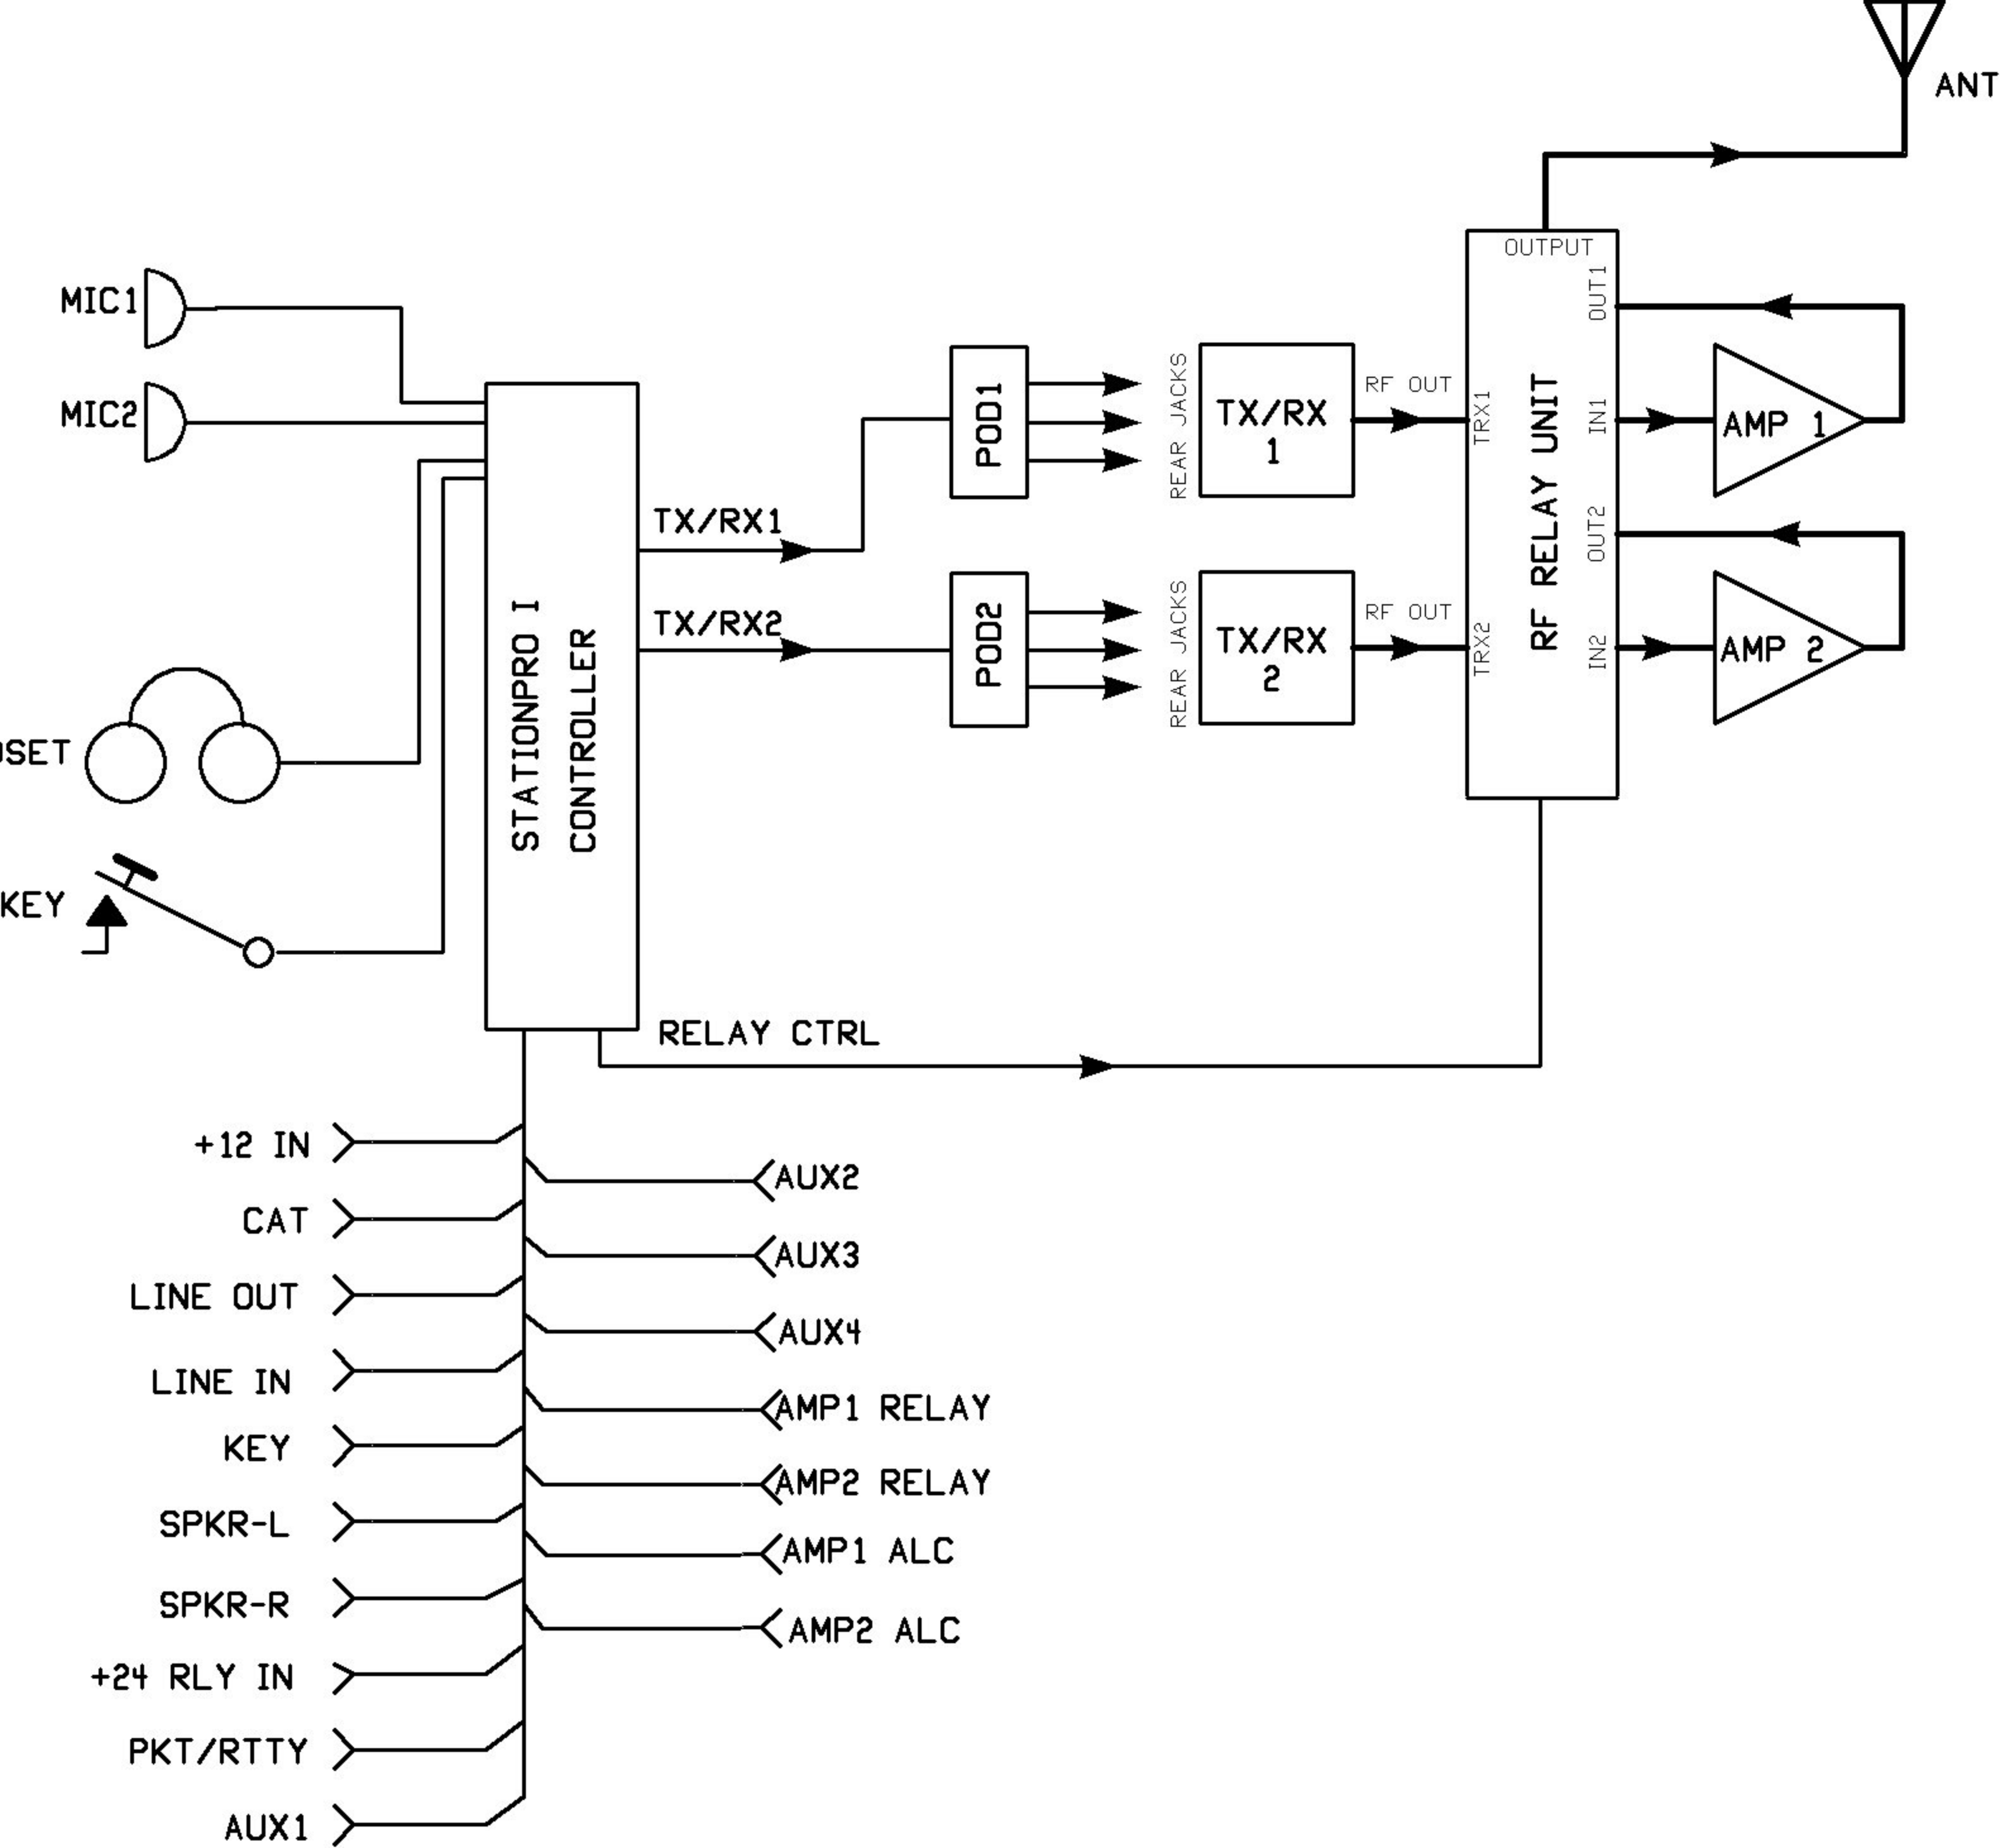 ANT
OUTPUT
OUT1
MIC1
MIC2
POD1
REAR JACKS
TX/RX
1
RF OUT
TRX1
RF RELAY UNIT
IN1
AMP 1
TX/RX1
OUT2
TX/RX2
STATIONPRO I
CONTROLLER
POD2
REAR JACKS
TX/RX
2
RF OUT
TRX2
IN2
AMP 2
KEY
RELAY CTRL
+12 IN
AUX2
CAT
AUX3
LINE OUT
AUX4
LINE IN
AMP1 RELAY
KEY
AMP2 RELAY
SPKR-L
AMP1 ALC
SPKR-R
AMP2 ALC
+24 RLY IN
PKT/RTTY
AUX1